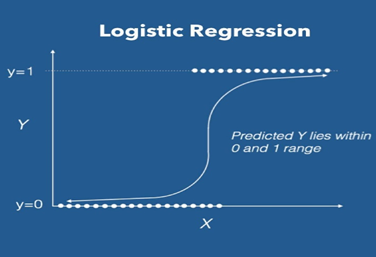 Logistic Regression
y=1
Y
Predicted Y lies within
0 and 1 range
y=0
X